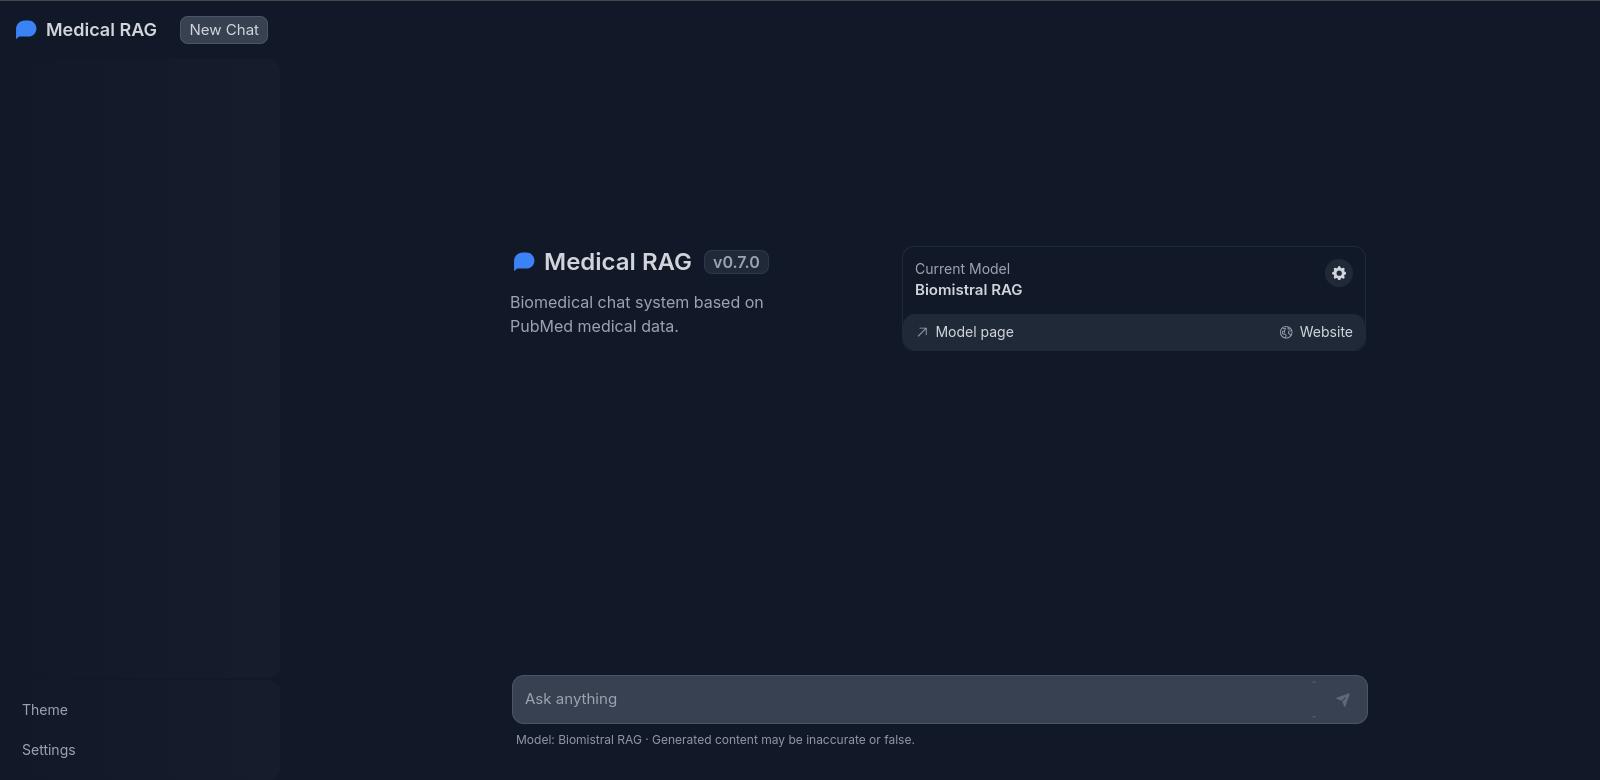 Medical RAG
New Chat
Medical RAG v0.7.0
Biomedical chat system based on
PubMed medical data.
Current Model
Biomistral RAG
Model page
Website
Ask anything
Model: Biomistral RAG · Generated content may be inaccurate or false.
Theme
Settings